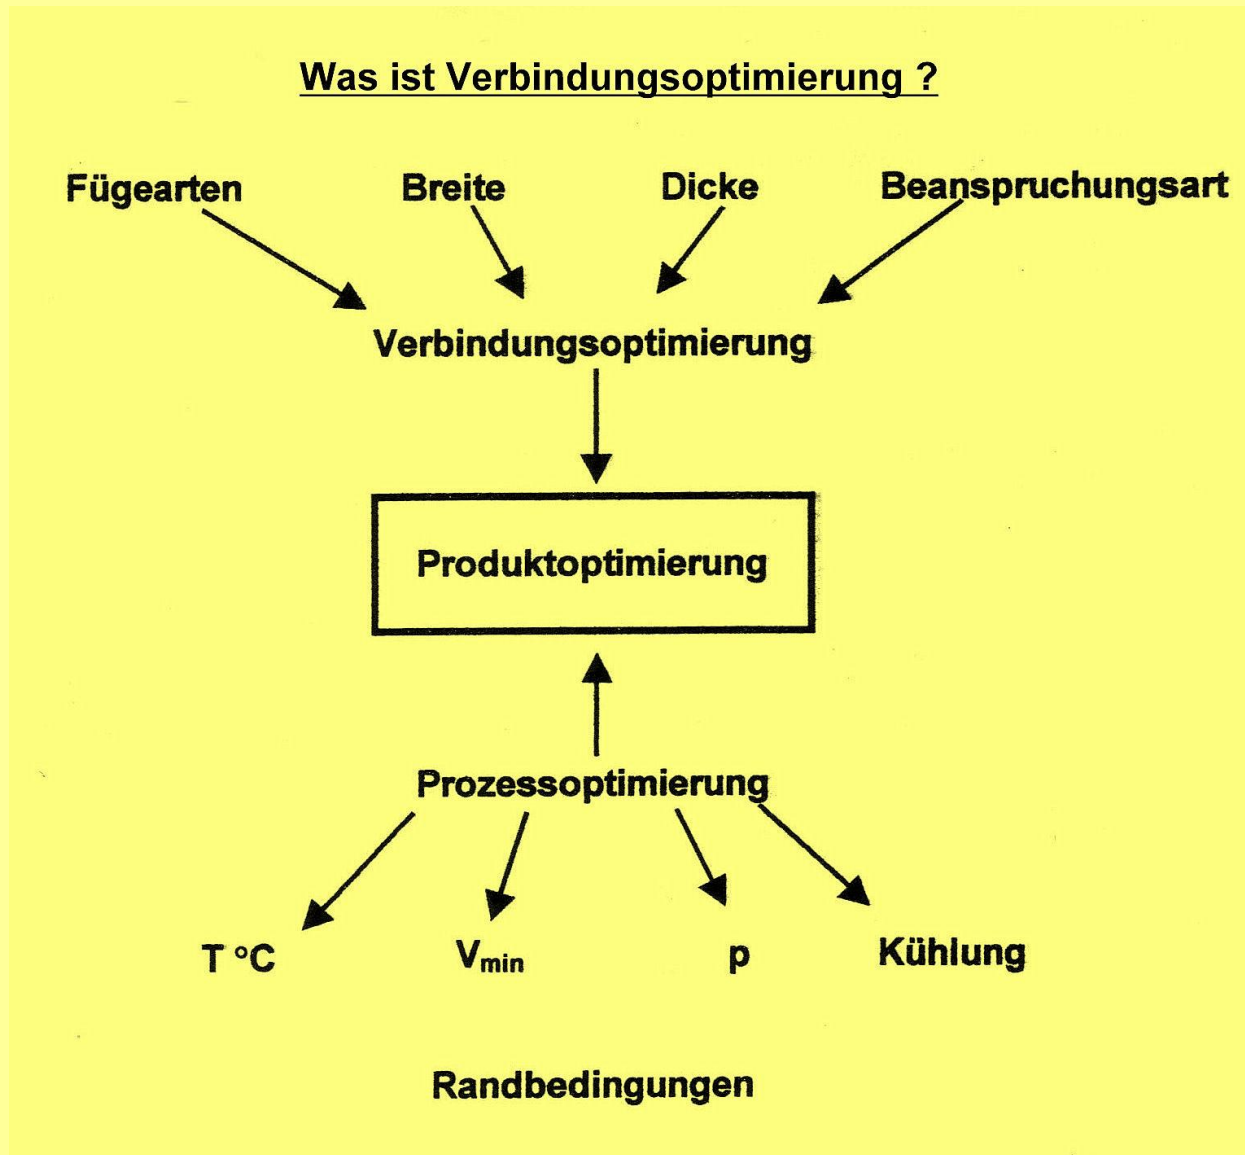 Was ist Verbindungsoptimierung ?
Fügearten Breite Dicke Beanspruchungsart
Verbindungsoptimierung
Produktoptimierung
Prozessoptimierung
T °C Vmin p Kühlung
Randbedingungen